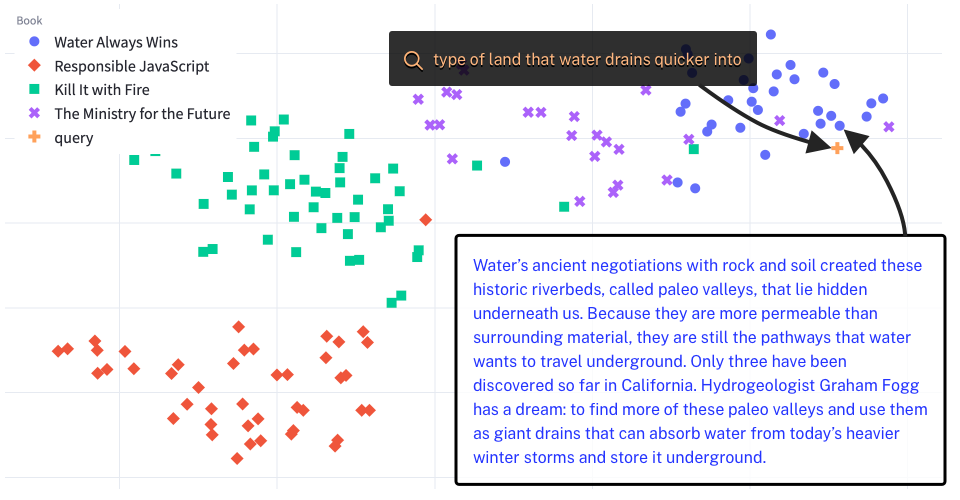 Book
Water Always Wins
Responsible JavaScript
Kill It with Fire
The Ministry for the Future
query
type of land that water drains quicker into
Water's ancient negotiations with rock and soil created these
historic riverbeds, called paleo valleys, that lie hidden
underneath us. Because they are more permeable than
surrounding material, they are still the pathways that water
wants to travel underground. Only three have been
discovered so far in California. Hydrogeologist Graham Fogg
has a dream: to find more of these paleo valleys and use them
as giant drains that can absorb water from today's heavier
winter storms and store it underground.